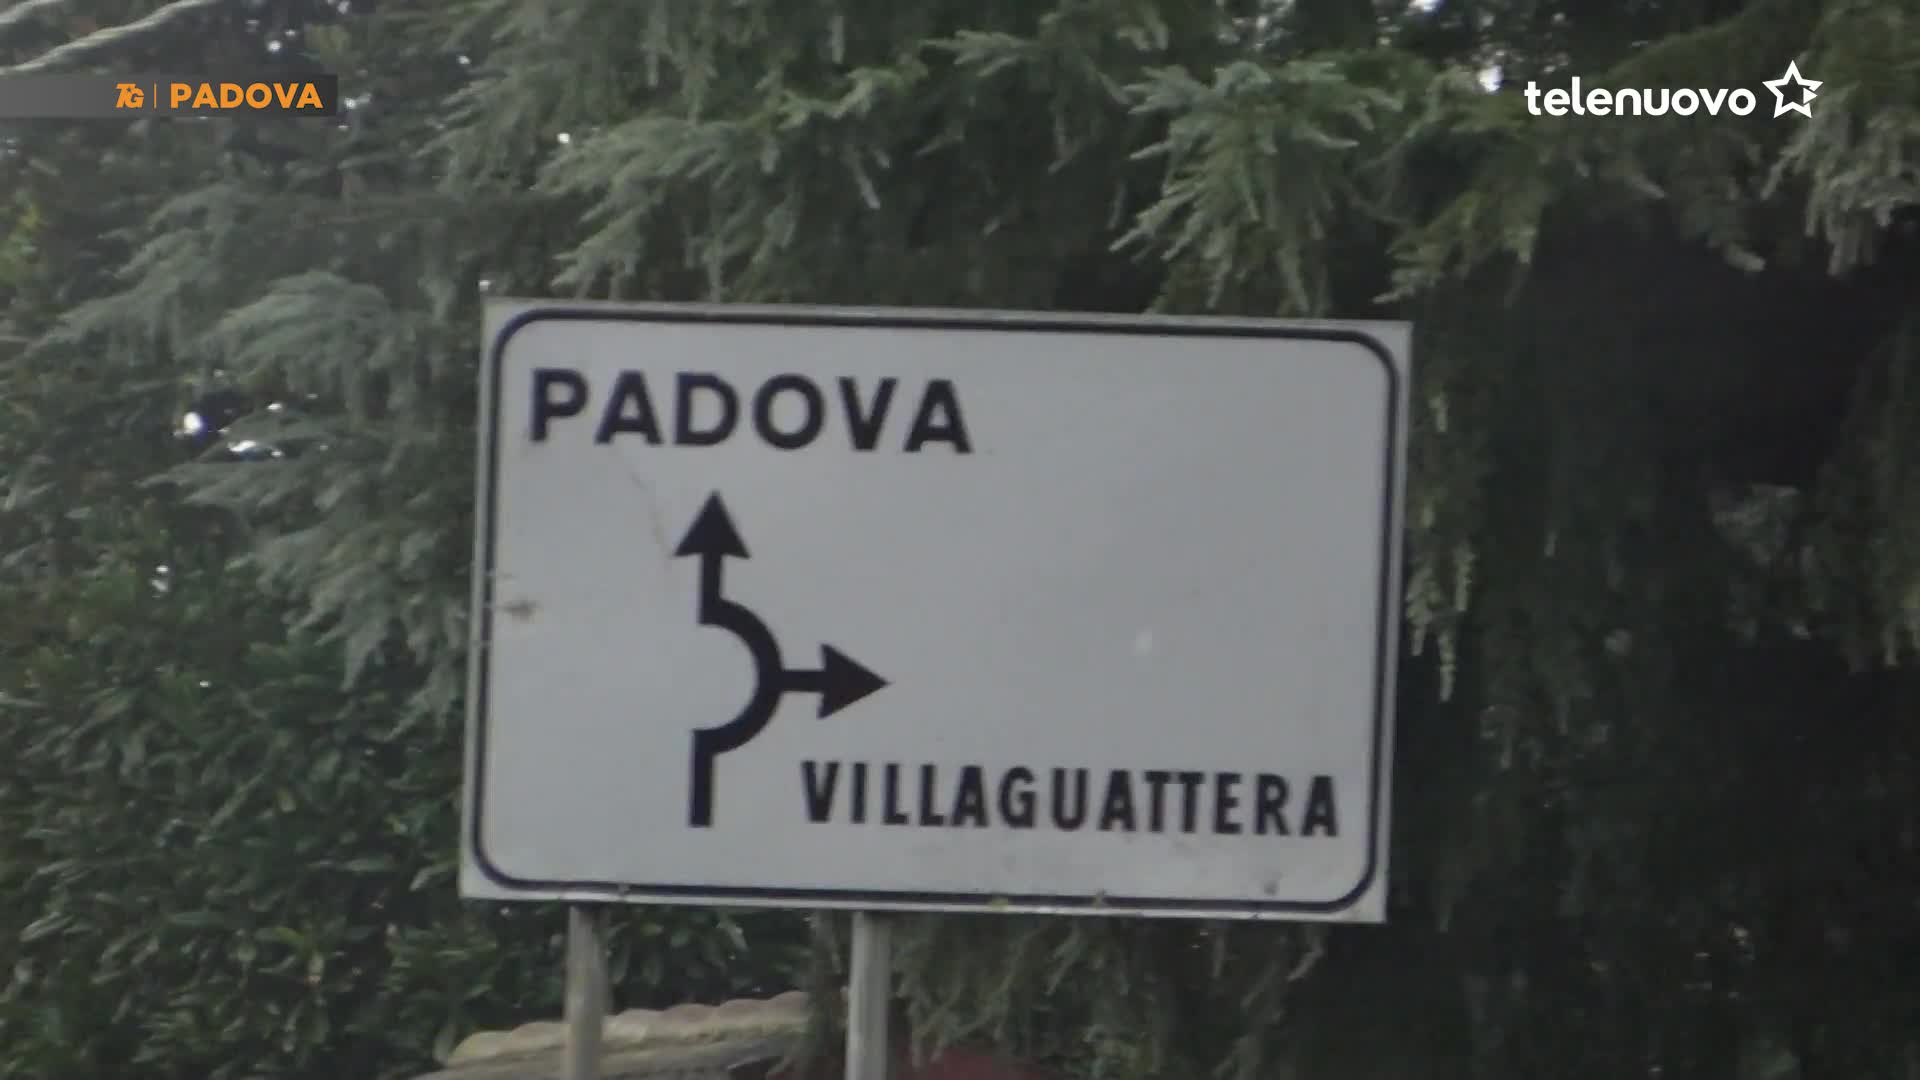 TG | PADOVA
telenuovo
PADOVA
VILLAGUATTERA